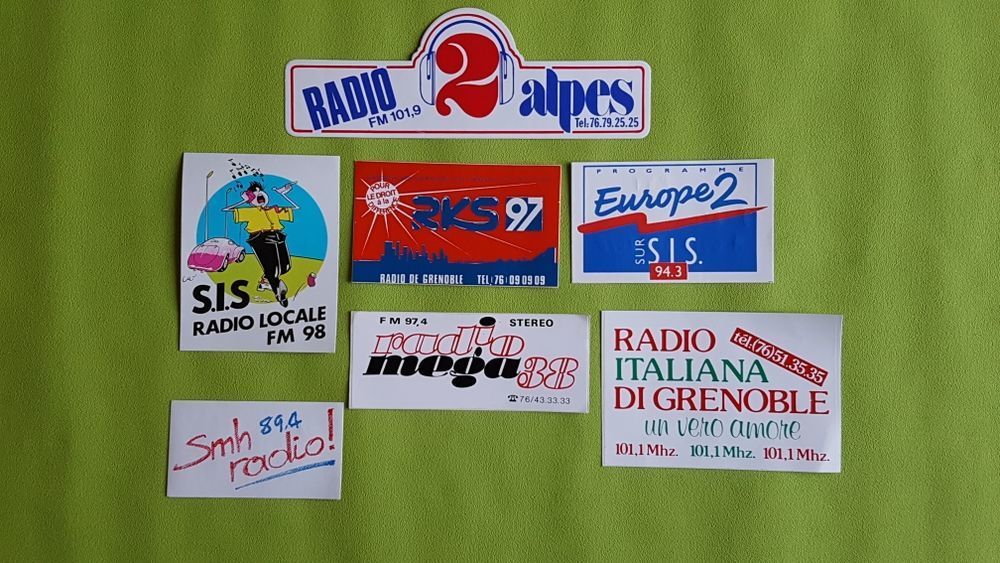 RADIO 2 alpes
FM 101,9
Tel: 76.79.25.25
S.I.S
RADIO LOCALE
FM 98
POUR
LE DROIT
à la
DIFFERENCE
RKS 97
RADIO DE GRENOBLE TEL (76) 09 09 09
PROGRAMME
Europe 2
SUR S.I.S.
94.3
FM 97,4 STEREO
radio
mega 38
☎ 76/43.33.33
RADIO
tél:(76)51.35.35
ITALIANA
DI GRENOBLE
un vero amore
101,1 Mhz. 101,1 Mhz. 101,1 Mhz.
Smh 89.4
radio!